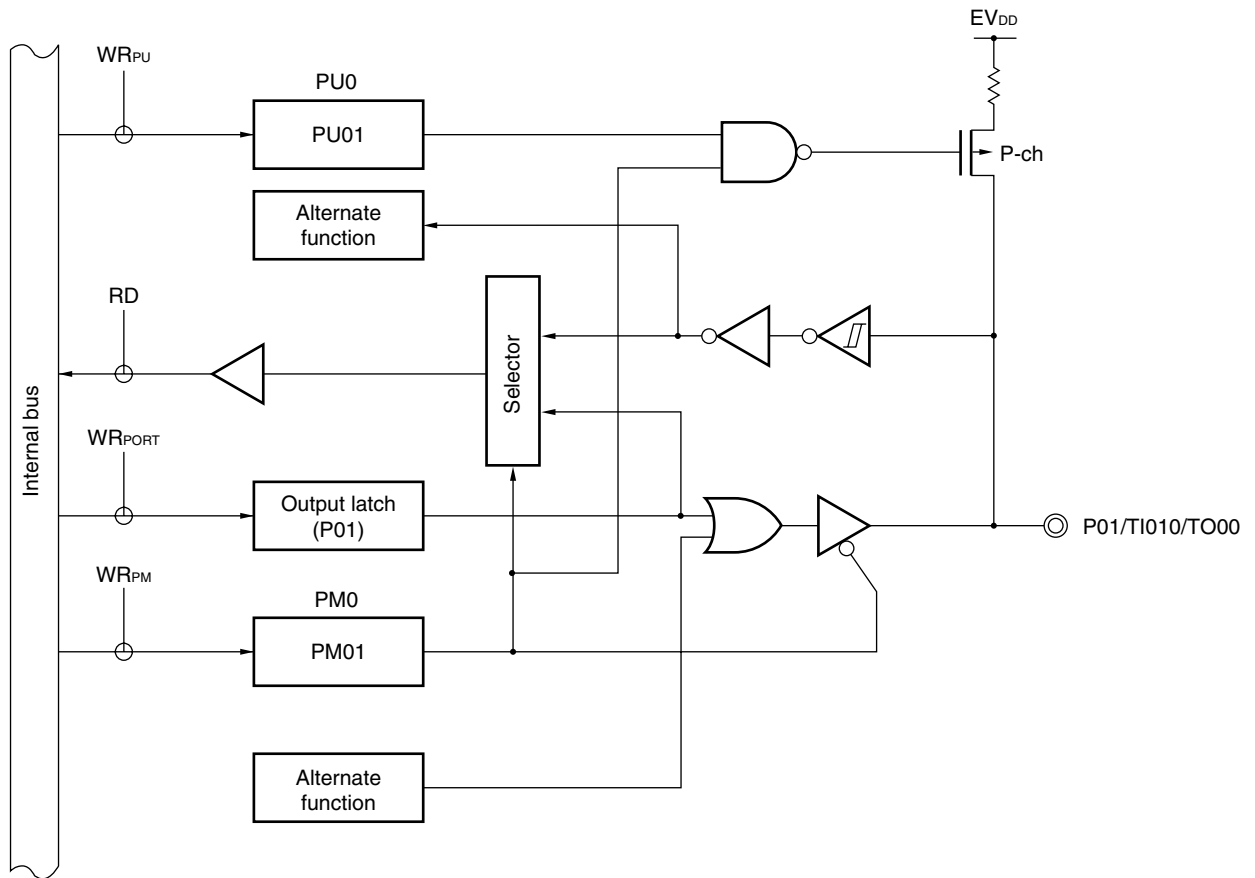 EVDD
WRPU
PU0
PU01
P-ch
Alternate
function
RD
Selector
Internal bus
WRPORT
Output latch
(P01)
P01/TI010/TO00
WRPM
PM0
PM01
Alternate
function